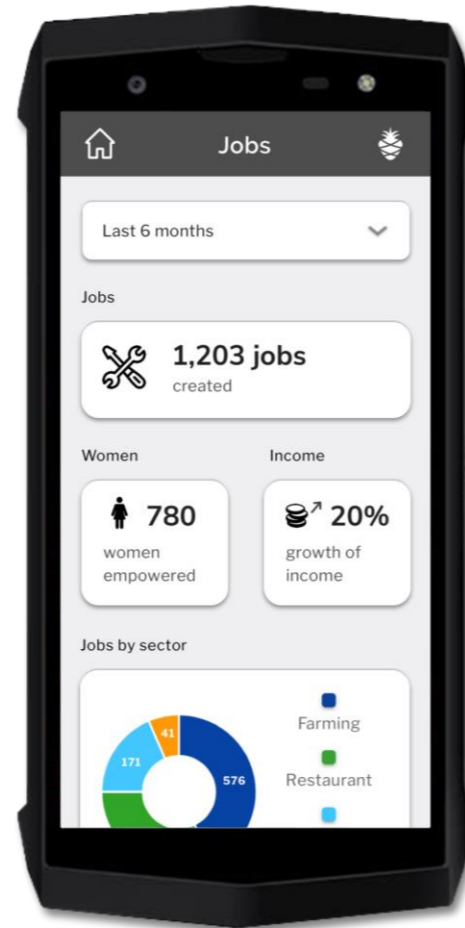 Jobs
Last 6 months
Jobs
1,203 jobs
created
Women
Income
780
women
empowered
20%
growth of
income
Jobs by sector
41
171
576
Farming
Restaurant